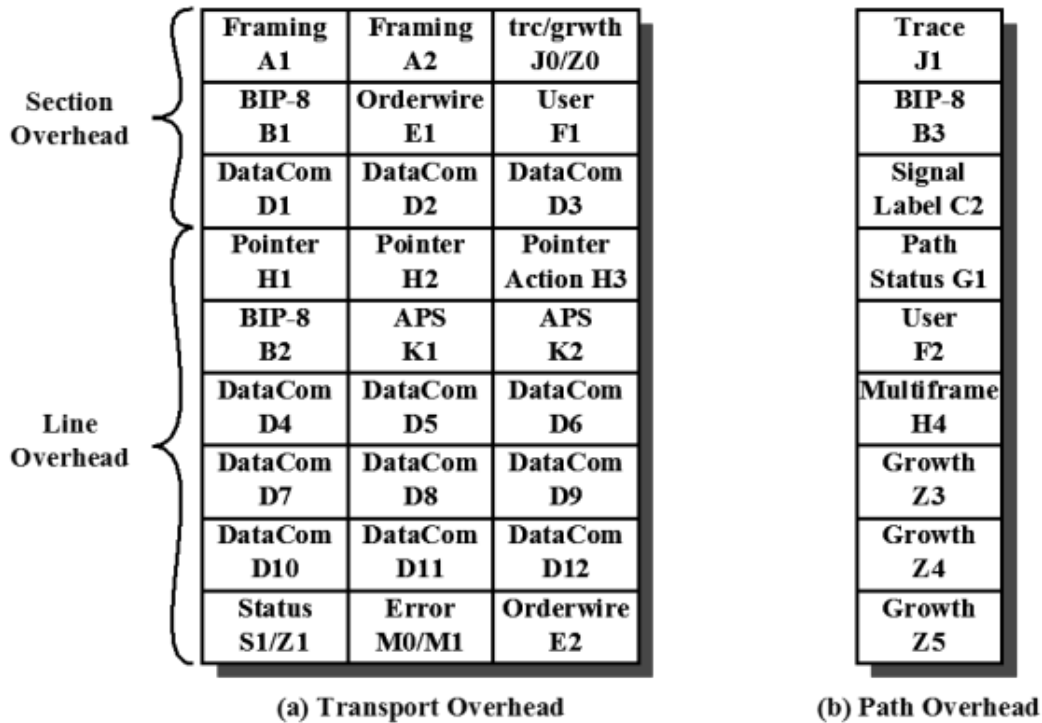 Framing
A1
Framing
A2
trc/grwth
J0/Z0
BIP-8
B1
Orderwire
E1
User
F1
DataCom
D1
DataCom
D2
DataCom
D3
Section
Overhead
Pointer
H1
Pointer
H2
Pointer
Action H3
BIP-8
B2
APS
K1
APS
K2
DataCom
D4
DataCom
D5
DataCom
D6
DataCom
D7
DataCom
D8
DataCom
D9
DataCom
D10
DataCom
D11
DataCom
D12
Status
S1/Z1
Error
M0/M1
Orderwire
E2
Line
Overhead
(a) Transport Overhead
Trace
J1
BIP-8
B3
Signal
Label C2
Path
Status G1
User
F2
Multiframe
H4
Growth
Z3
Growth
Z4
Growth
Z5
(b) Path Overhead